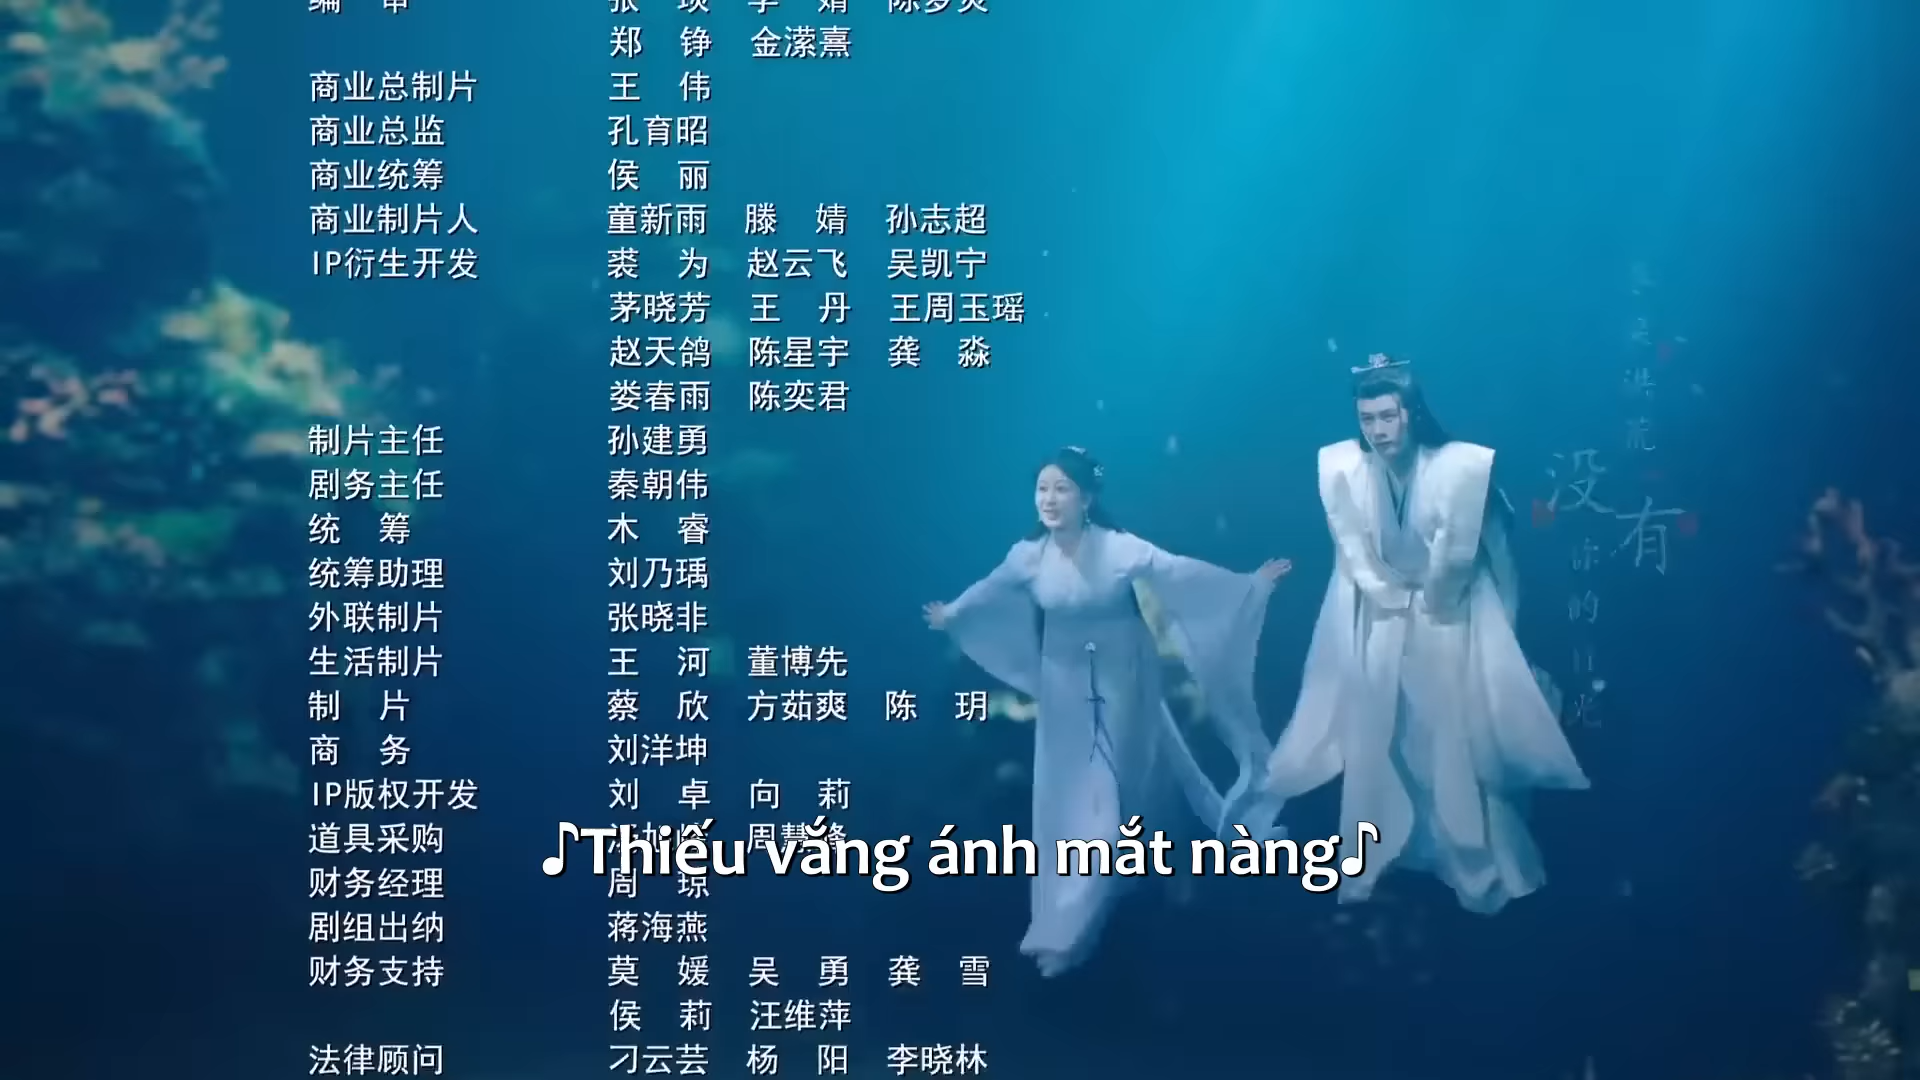 编 审
郑 铮 金潆熹
商业总制片 王 伟
商业总监 孔育昭
商业统筹 侯 丽
商业制片人 童新雨 滕 婧 孙志超
IP衍生开发 裘 为 赵云飞 吴凯宁
茅晓芳 王 丹 王周玉瑶
赵天鸽 陈星宇 龚 淼
娄春雨 陈奕君
制片主任 孙建勇
剧务主任 秦朝伟
统 筹 木 睿
统筹助理 刘乃瑀
外联制片 张晓非
生活制片 王 河 董博先
制 片 蔡 欣 方茹爽 陈 玥
商 务 刘洋坤
IP版权开发 刘 卓 向 莉
道具采购
♪Thiếu vắng ánh mắt nàng♪
财务经理 周 琼
剧组出纳 蒋海燕
财务支持 莫 媛 吴 勇 龚 雪
侯 莉 汪维萍
法律顾问 刁云芸 杨 阳 李晓林
没有
你的目光